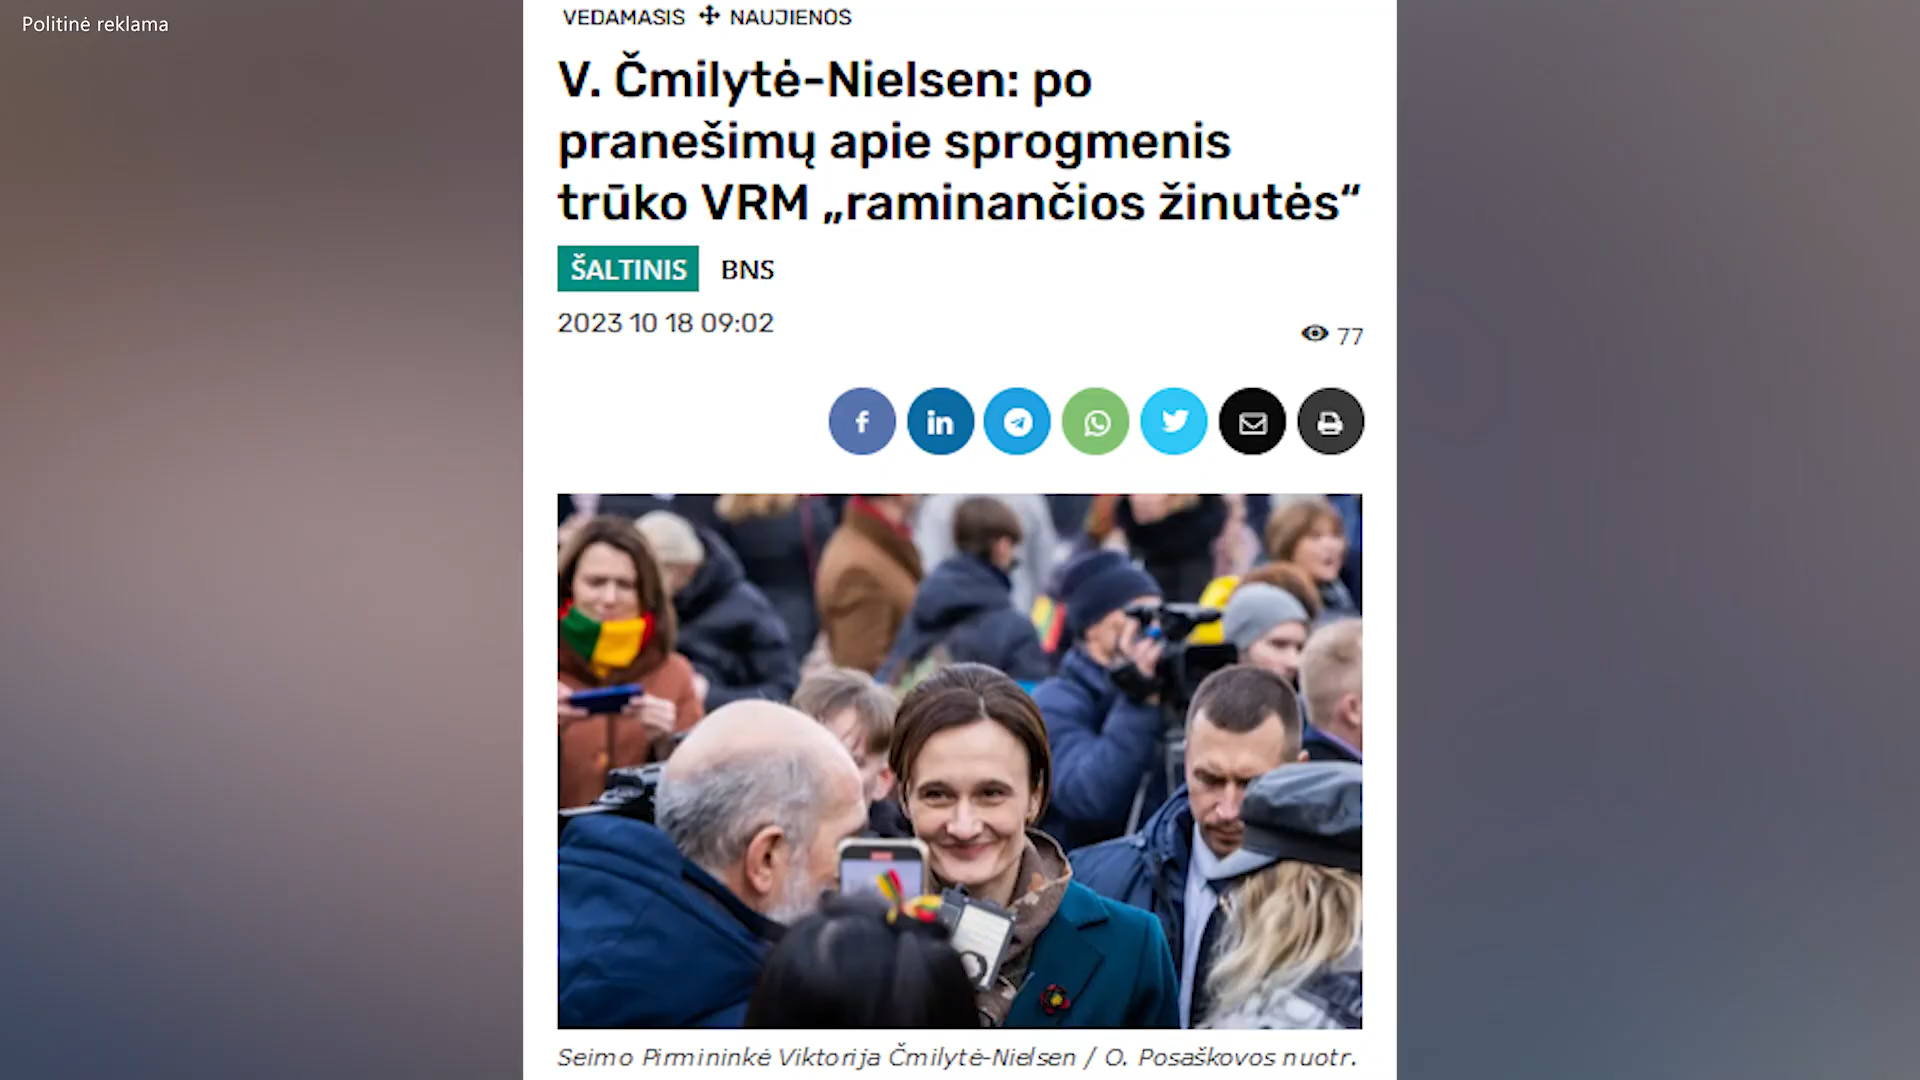 Politinė reklama
VEDAMASIS NAUJIENOS
V. Čmilytė-Nielsen: po
pranešimų apie sprogmenis
trūko VRM „raminančios žinutės“
ŠALTINIS BNS
2023 10 18 09:02
77
Seimo Pirmininkė Viktorija Čmilytė-Nielsen / O. Posaškovos nuotr.